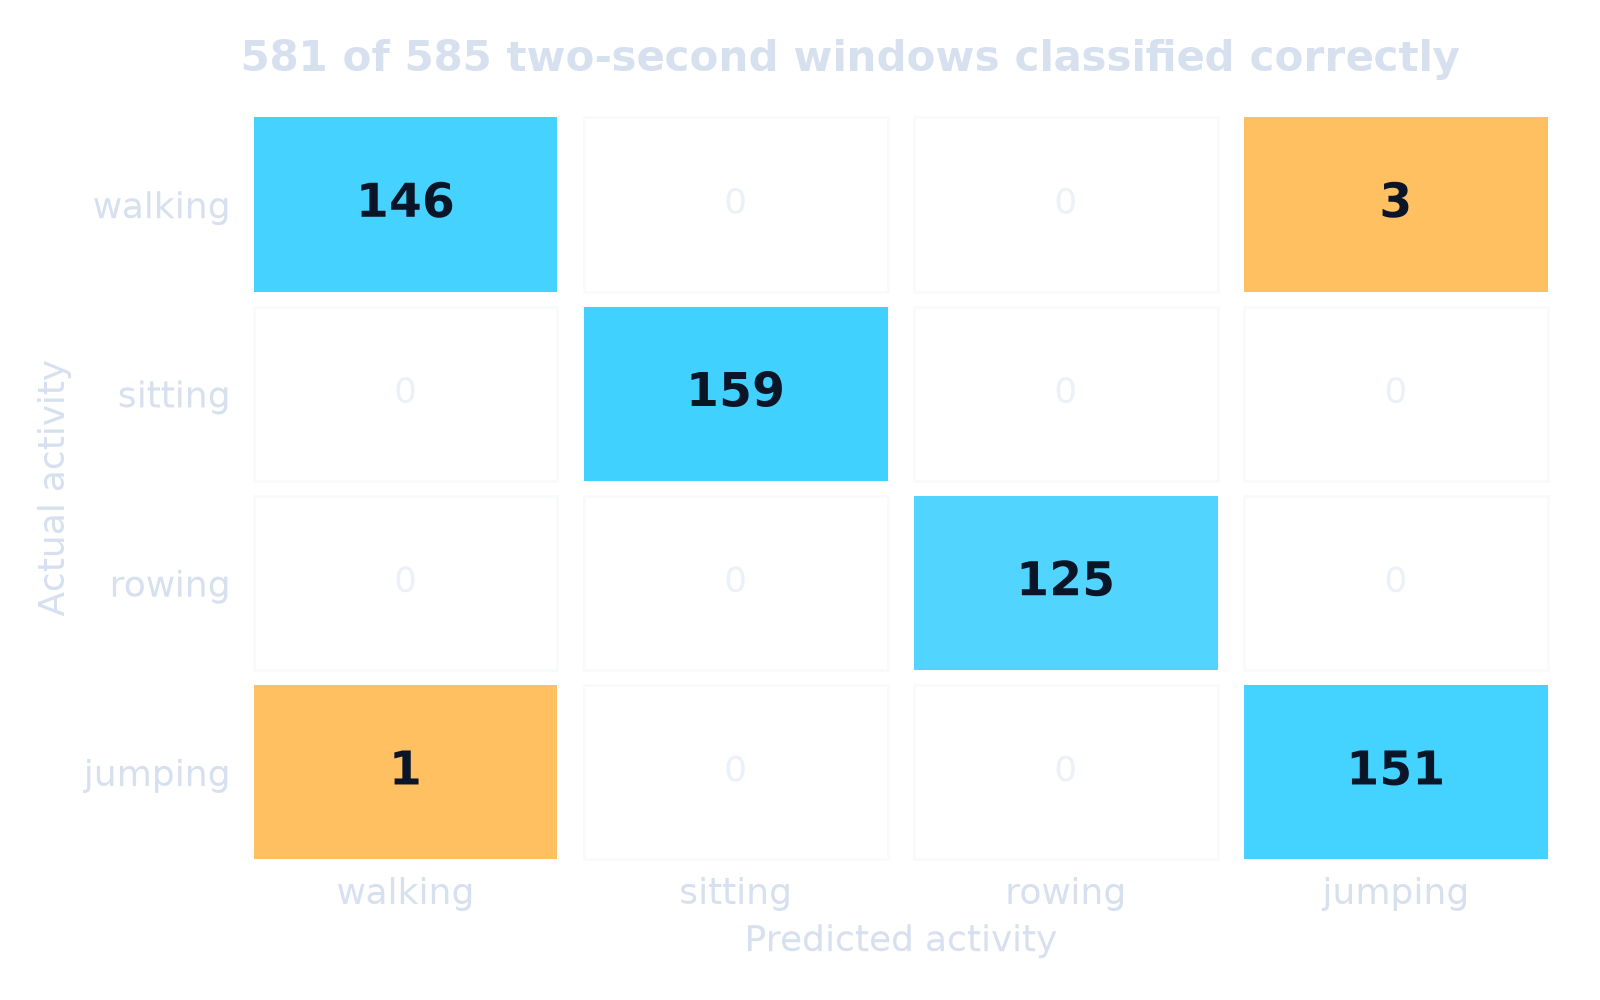 581 of 585 two-second windows classified correctly
walking 146 0 0 3
sitting 0 159 0 0
rowing 0 0 125 0
jumping 1 0 0 151
Actual activity
walking sitting rowing jumping
Predicted activity